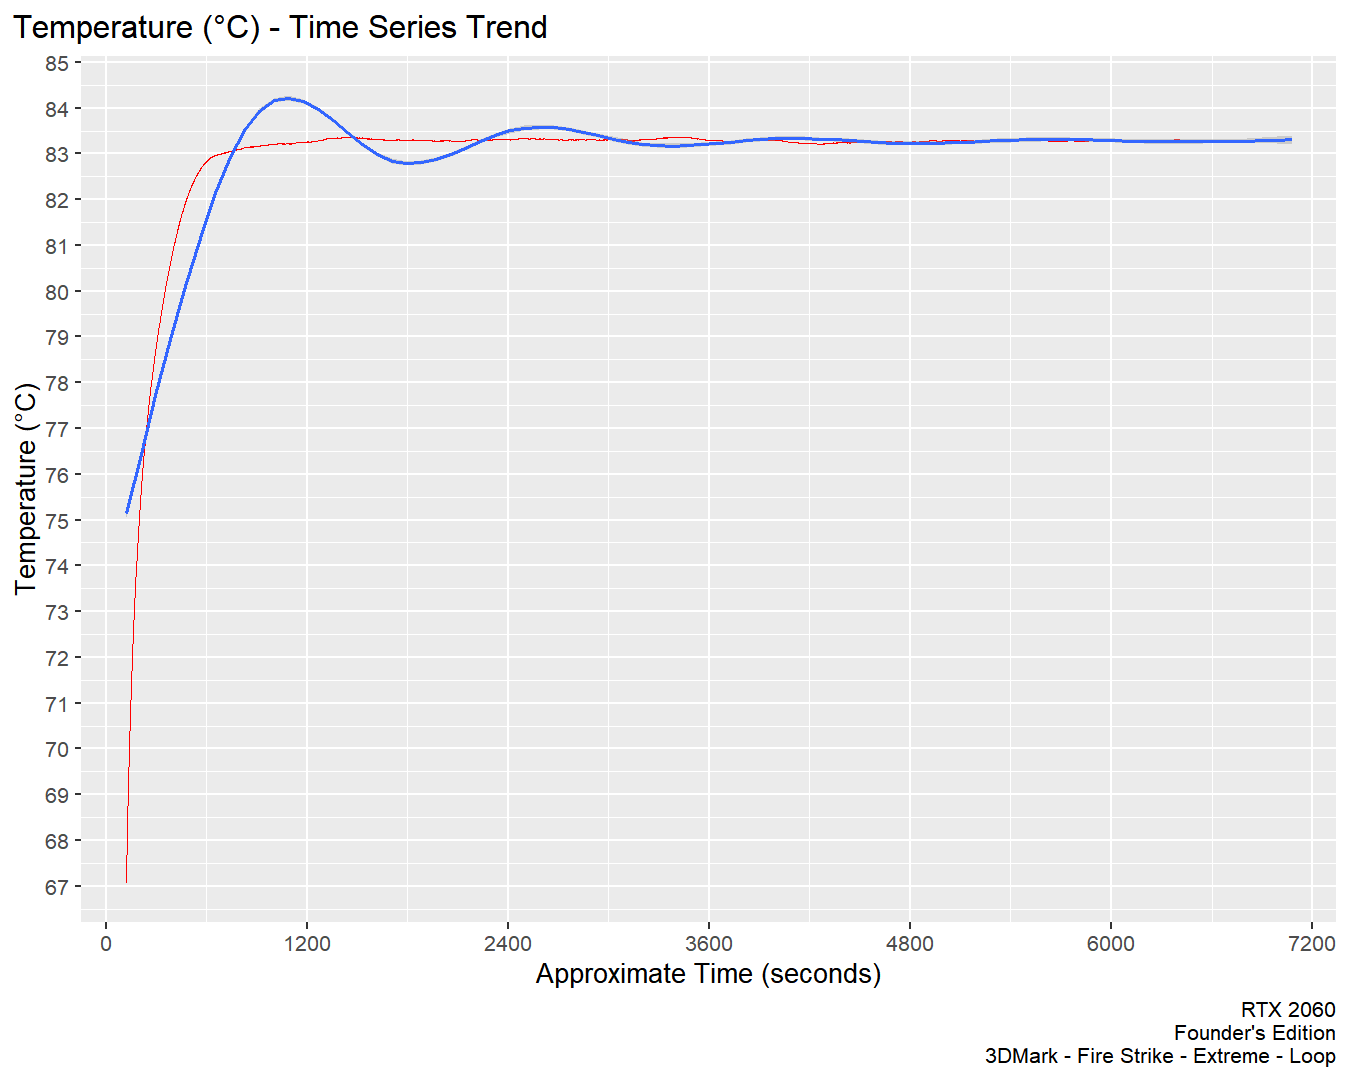 Temperature (°C) - Time Series Trend
Temperature (°C)
85
84
83
82
81
80
79
78
77
76
75
74
73
72
71
70
69
68
67
0 1200 2400 3600 4800 6000 7200
Approximate Time (seconds)
RTX 2060
Founder's Edition
3DMark - Fire Strike - Extreme - Loop